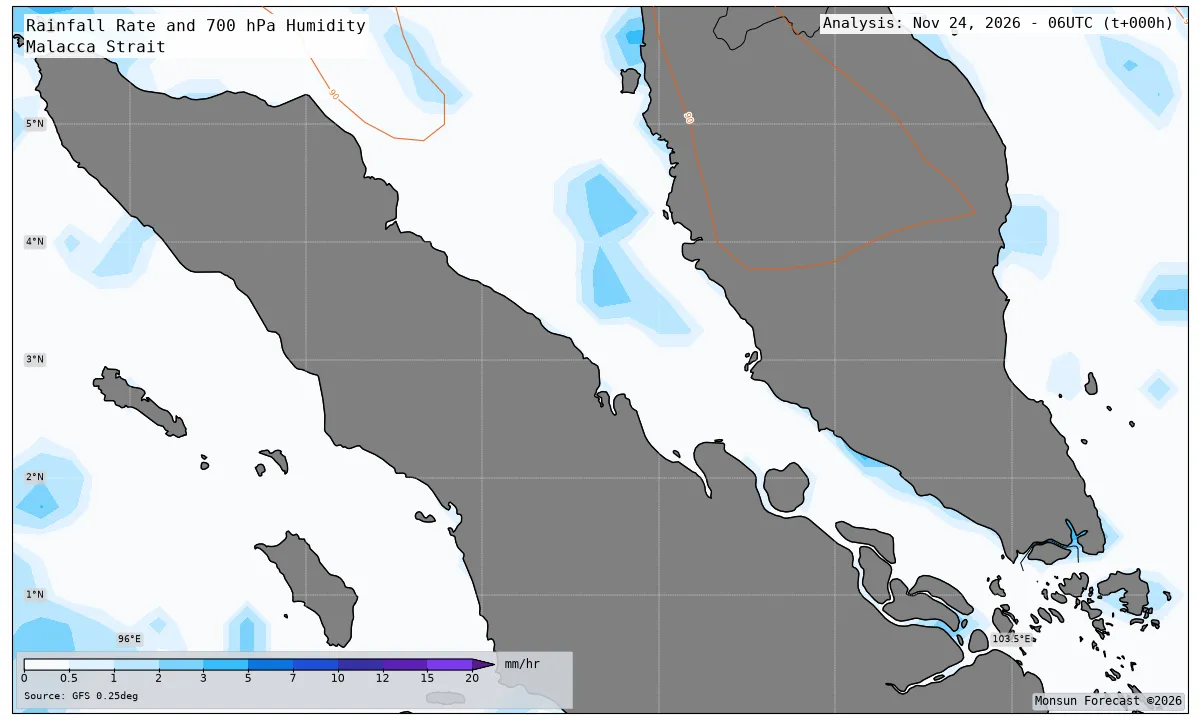 Rainfall Rate and 700 hPa Humidity
Malacca Strait
Analysis: Nov 24, 2026 - 06UTC (t+000h)
90
90
5°N
4°N
3°N
2°N
1°N
96°E
103.5°E
mm/hr
0 0.5 1 2 3 5 7 10 12 15 20
Source: GFS 0.25deg
Monsun Forecast ©2026